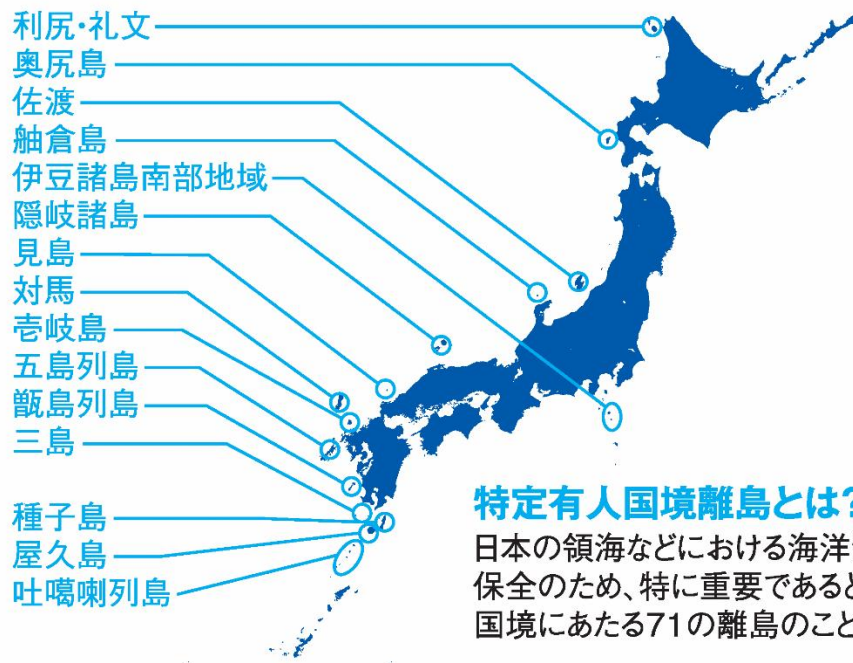 利尻・礼文
奥尻島
佐渡
舳倉島
伊豆諸島南部地域
隠岐諸島
見島
対馬
壱岐島
五島列島
甑島列島
三島
種子島
屋久島
吐噶喇列島
特定有人国境離島とは?
日本の領海などにおける海洋
保全のため、特に重要であると
国境にあたる71の離島のこと